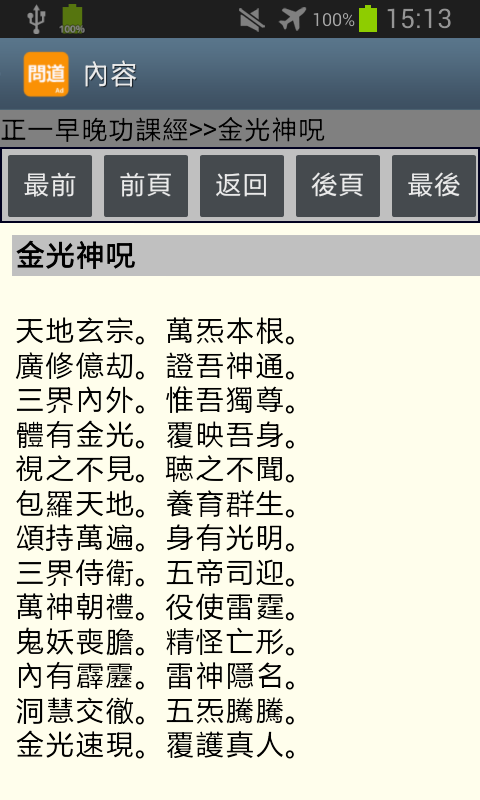 100%
100%
15:13
問道
Ad
內容
正一早晚功課經>>金光神呪
最前
前頁
返回
後頁
最後
金光神呪
天地玄宗。萬炁本根。
廣修億刧。證吾神通。
三界內外。惟吾獨尊。
體有金光。覆映吾身。
視之不見。聴之不聞。
包羅天地。養育群生。
頌持萬遍。身有光明。
三界侍衛。五帝司迎。
萬神朝禮。役使雷霆。
鬼妖喪膽。精怪亡形。
內有霹靂。雷神隱名。
洞慧交徹。五炁騰騰。
金光速現。覆護真人。